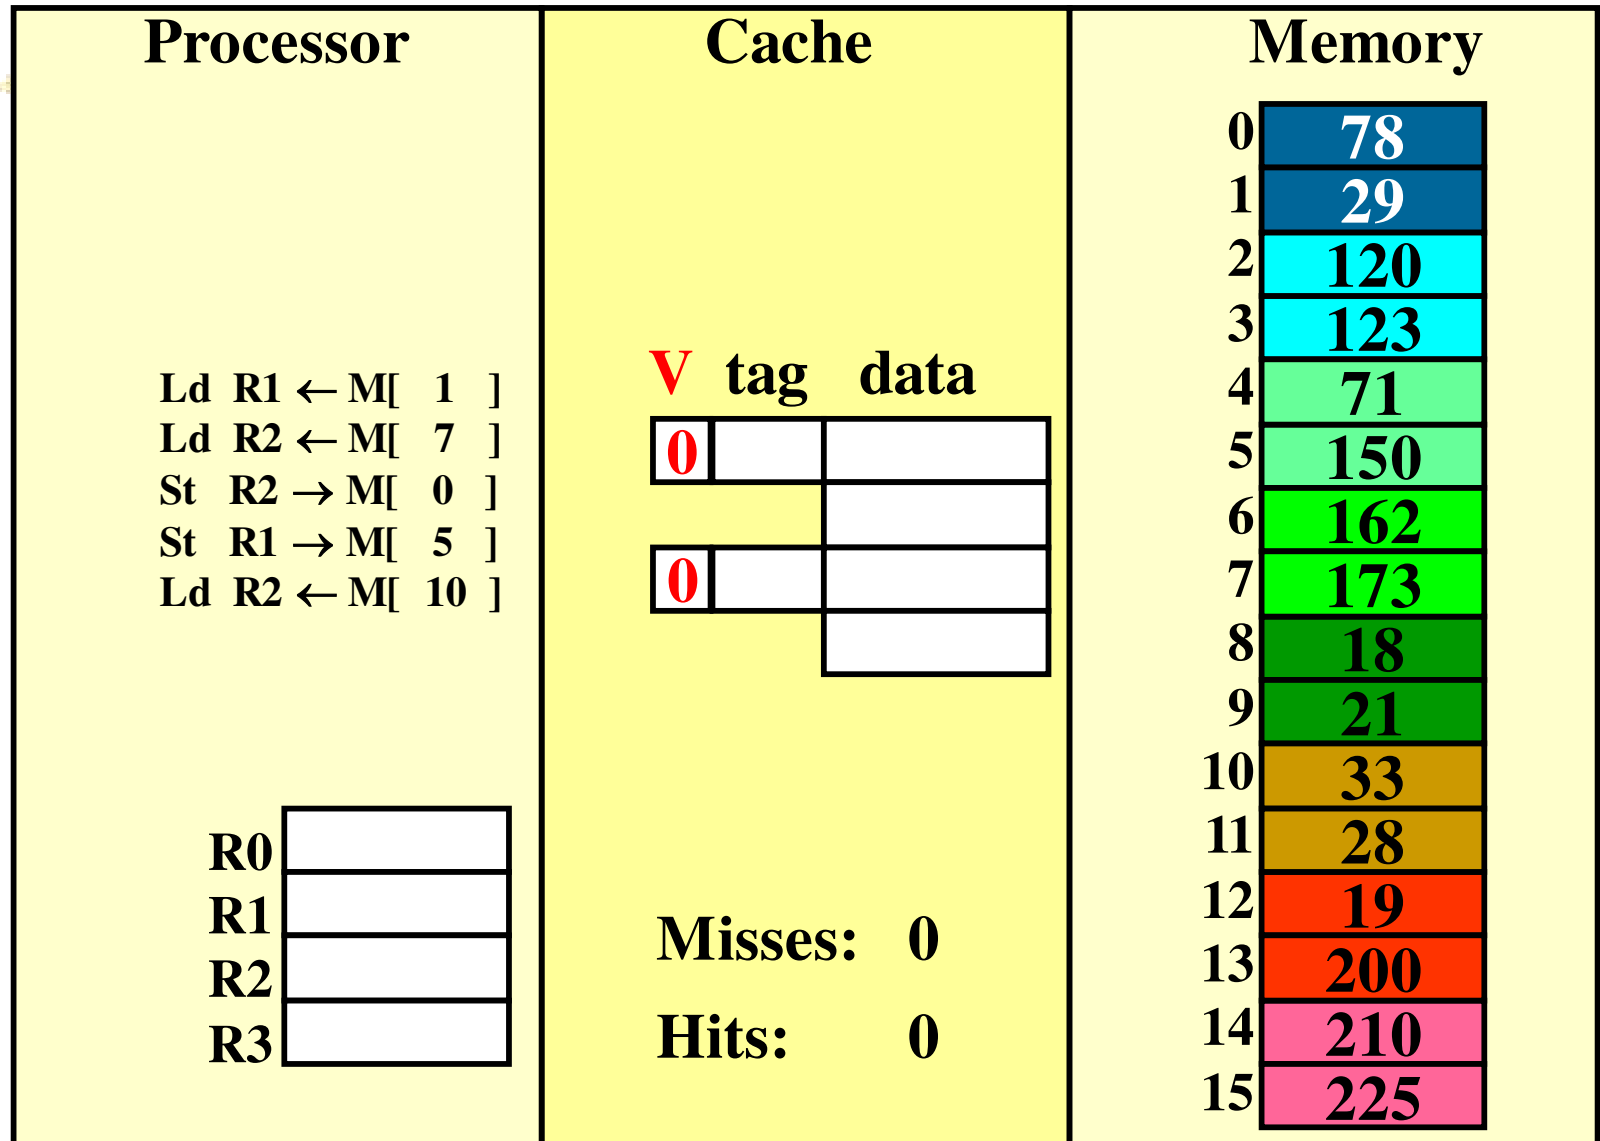 Processor
Ld R1 ← M[ 1 ]
Ld R2 ← M[ 7 ]
St R2 → M[ 0 ]
St R1 → M[ 5 ]
Ld R2 ← M[ 10 ]
R0
R1
R2
R3
Cache
V tag data
0
0
Misses: 0
Hits: 0
Memory
0 78
1 29
2 120
3 123
4 71
5 150
6 162
7 173
8 18
9 21
10 33
11 28
12 19
13 200
14 210
15 225